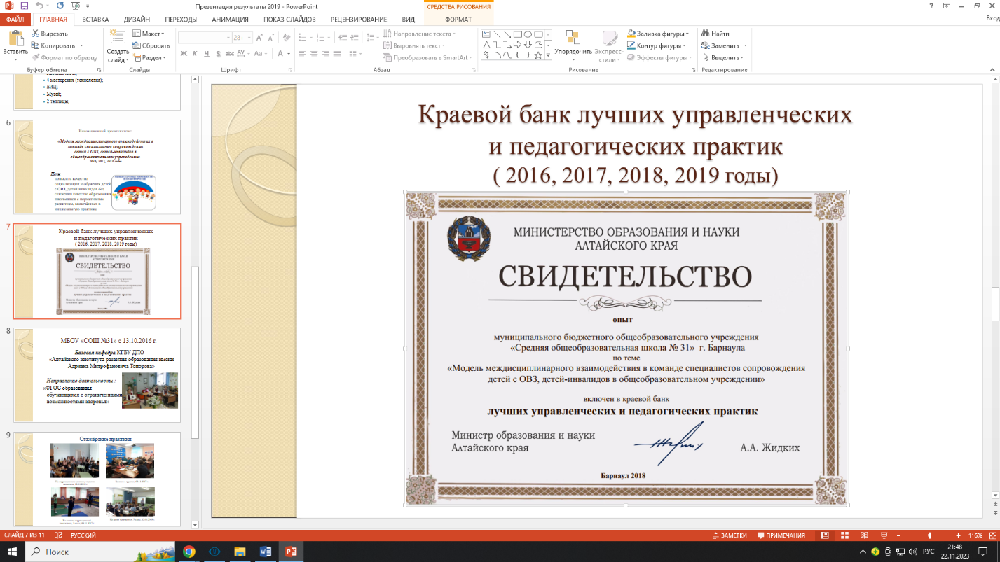 Презентация результаты 2019 - PowerPoint
СРЕДСТВА РИСОВАНИЯ
?
Вход
ФАЙЛ
ГЛАВНАЯ
ВСТАВКА
ДИЗАЙН
ПЕРЕХОДЫ
АНИМАЦИЯ
ПОКАЗ СЛАЙДОВ
РЕЦЕНЗИРОВАНИЕ
ВИД
ФОРМАТ
Вставить
Вырезать
Копировать
Формат по образцу
Буфер обмена
Создать слайд
Макет
Сбросить
Раздел
Слайды
28+
Ж К Ч S abc AV Aa A
Шрифт
Направление текста
Выровнять текст
Преобразовать в SmartArt
Абзац
Упорядочить
Экспресс-стили
Заливка фигуры
Контур фигуры
Эффекты фигуры
Рисование
Найти
Заменить
Выделить
Редактирование
4 мастерских (технология);
БИЦ;
Музей;
2 теплицы;
6
Инновационный проект по теме:
«Модель междисциплинарного взаимодействия в
команде специалистов сопровождения
детей с ОВЗ, детей-инвалидов в
общеобразовательном учреждении»
2016, 2017, 2018 годы
Цель:
повысить качество
социализации и обучения детей
с ОВЗ, детей инвалидов без
снижения качества образования
школьников с нормативным
развитием, включённых в
инклюзивную практику.
7
Краевой банк лучших управленческих
и педагогических практик
( 2016, 2017, 2018, 2019 годы)
8
МБОУ «СОШ №31» с 13.10.2016 г.
Базовая кафедра КГБУ ДПО
«Алтайского института развития образования имени
Адриана Митрофановича Топорова»
Направление деятельности :
«ФГОС образования
обучающихся с ограниченными
возможностями здоровья»
9
Стажёрские практики
Краевой банк лучших управленческих
и педагогических практик
( 2016, 2017, 2018, 2019 годы)
МИНИСТЕРСТВО ОБРАЗОВАНИЯ И НАУКИ
АЛТАЙСКОГО КРАЯ
СВИДЕТЕЛЬСТВО
опыт
муниципального бюджетного общеобразовательного учреждения
«Средняя общеобразовательная школа № 31» г. Барнаула
по теме
«Модель междисциплинарного взаимодействия в команде специалистов сопровождения
детей с ОВЗ, детей-инвалидов в общеобразовательном учреждении»
включен в краевой банк
лучших управленческих и педагогических практик
Министр образования и науки
Алтайского края
А.А. Жидких
Барнаул 2018
СЛАЙД 7 ИЗ 11
РУССКИЙ
ЗАМЕТКИ
ПРИМЕЧАНИЯ
116%
Поиск
РУС
21:48
22.11.2023